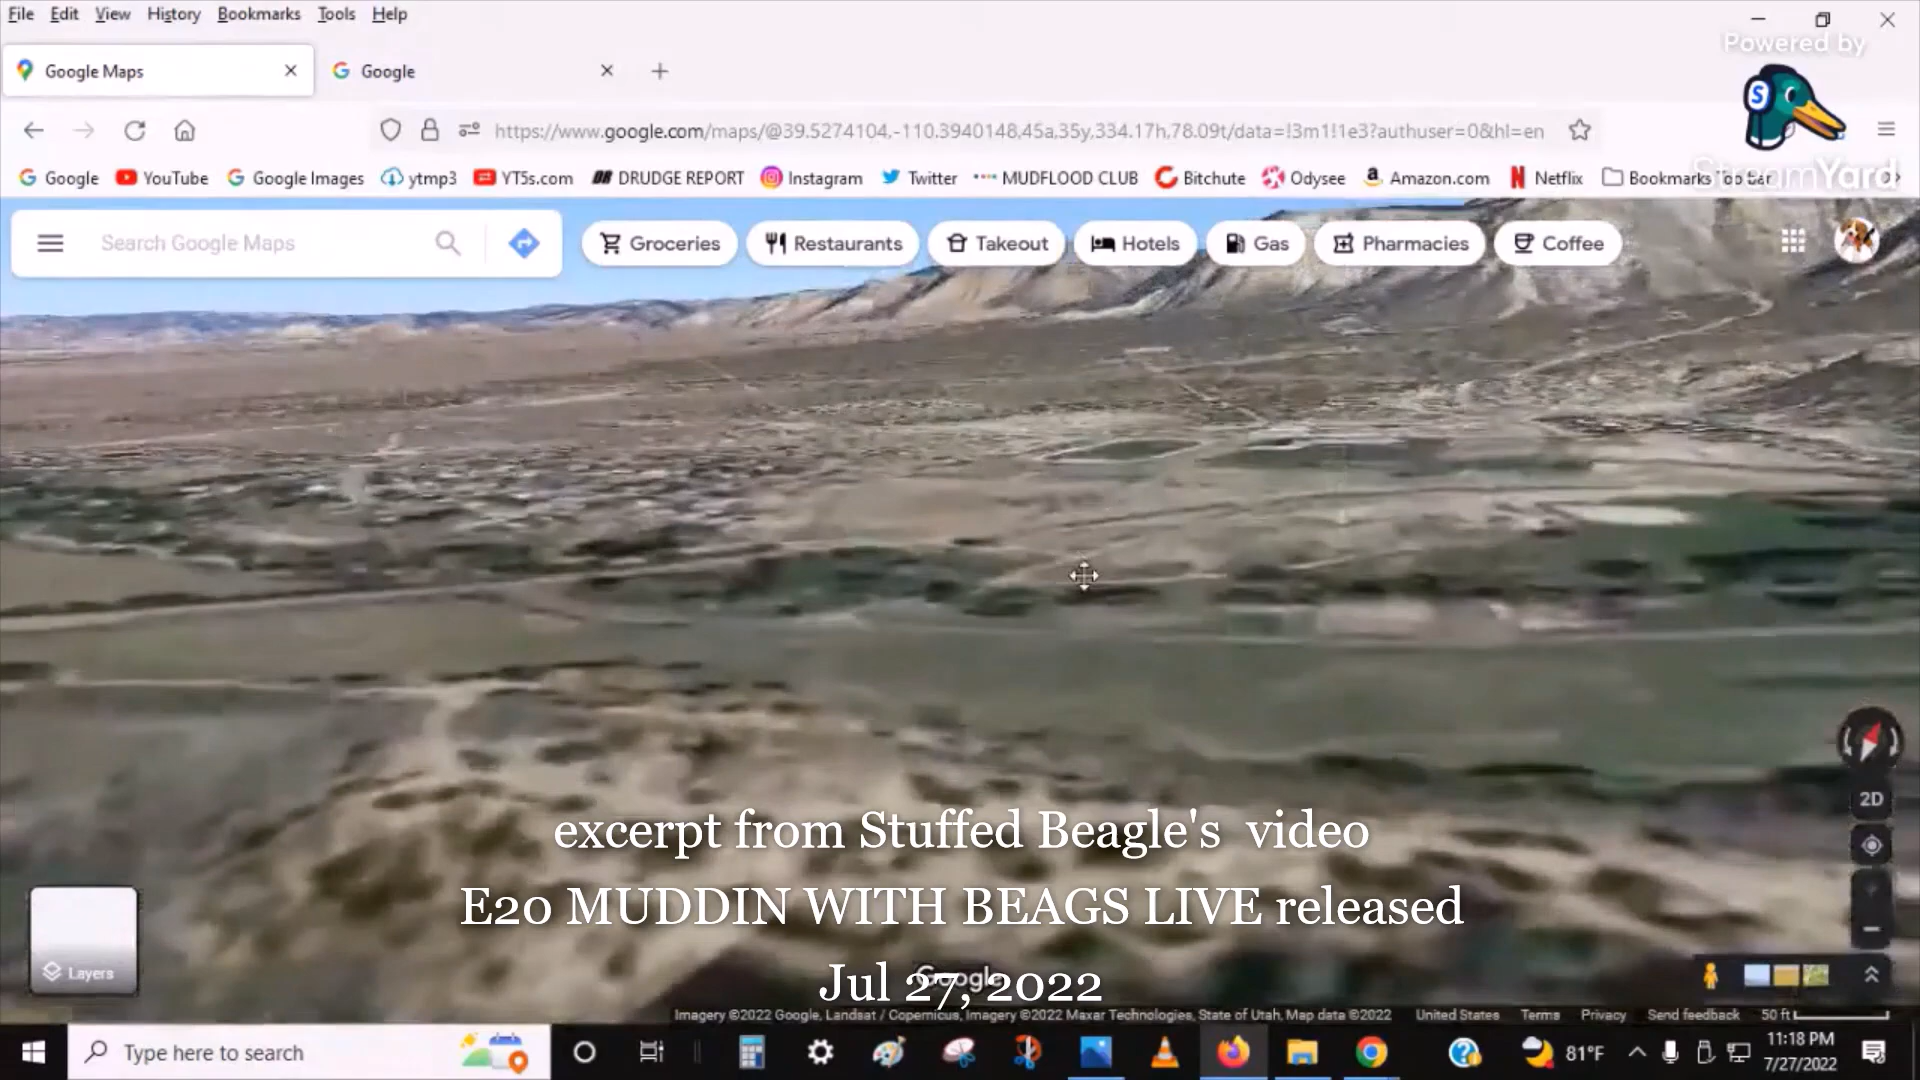 File Edit View History Bookmarks Tools Help
Powered by
Google Maps
Google
S
https://www.google.com/maps/@39.5274104,-110.3940148,45a,35y,334.17h,78.09t/data=!3m1!1e3?authuser=0&hl=en
StreamYard
Google YouTube Google Images ytmp3 YT5s.com DRUDGE REPORT Instagram Twitter MUDFLOOD CLUB Bitchute Odysee Amazon.com Netflix Bookmarks Toolbar
Search Google Maps
Groceries Restaurants Takeout Hotels Gas Pharmacies Coffee
2D
excerpt from Stuffed Beagle's video
E20 MUDDIN WITH BEAGS LIVE released
Jul 27, 2022
Layers
Google
Imagery ©2022 Google, Landsat / Copernicus, Imagery ©2022 Maxar Technologies, State of Utah, Map data ©2022 United States Terms Privacy Send feedback 50 ft
Type here to search
81°F
11:18 PM
7/27/2022